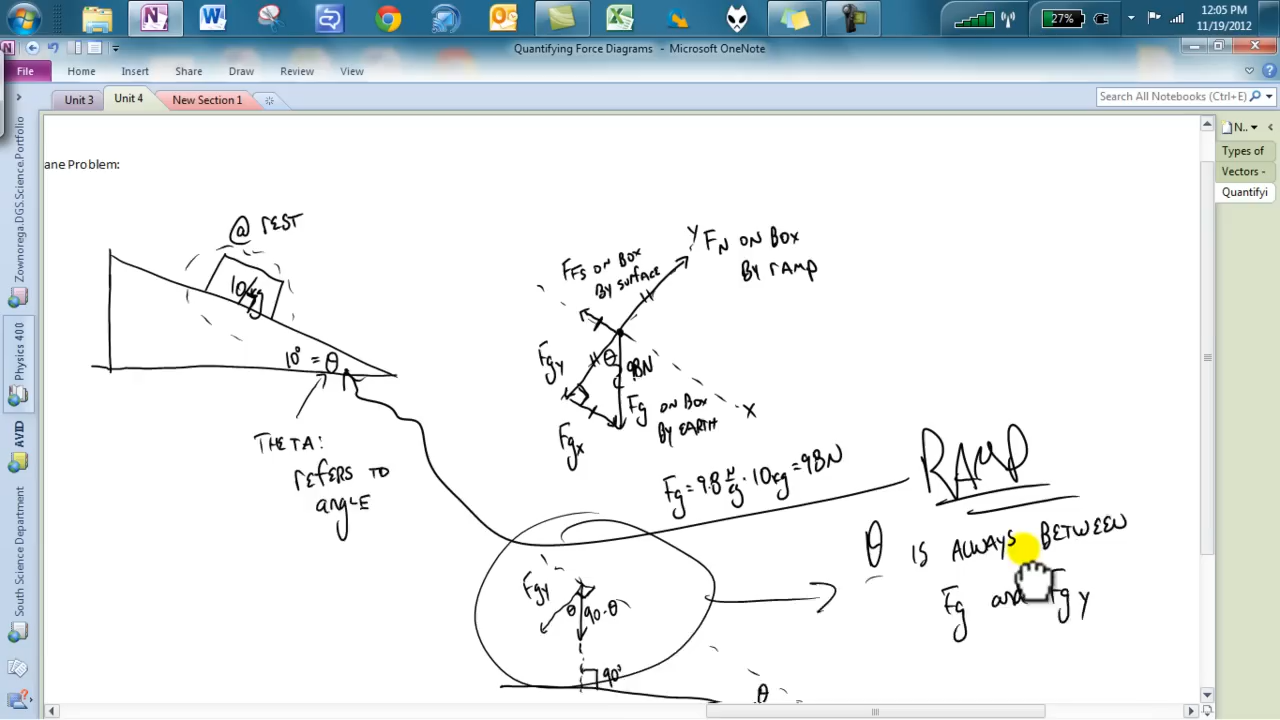 12:05 PM
27%
11/19/2012
Quantifying Force Diagrams - Microsoft OneNote
File Home Insert Share Draw Review View
Unit 3 Unit 4 New Section 1
Search All Notebooks (Ctrl+E)
N..
Types of
Vectors -
Quantifyi
Zownorega.DGS.Science.Portfolio
Physics 400
AVID
South Science Department
ane Problem:
@ REST
10kg
10° = θ
THETA:
refers to
angle
y
FN ON BOX
BY RAMP
FFS ON BOX
BY SURFACE
Fgy
θ
98N
Fg ON BOX
BY EARTH
x
Fgx
Fg = 9.8 N/kg · 10kg = 98N
RAMP
θ IS ALWAYS BETWEEN
Fg and Fgy
Fgy
θ 90-θ
90°
θ